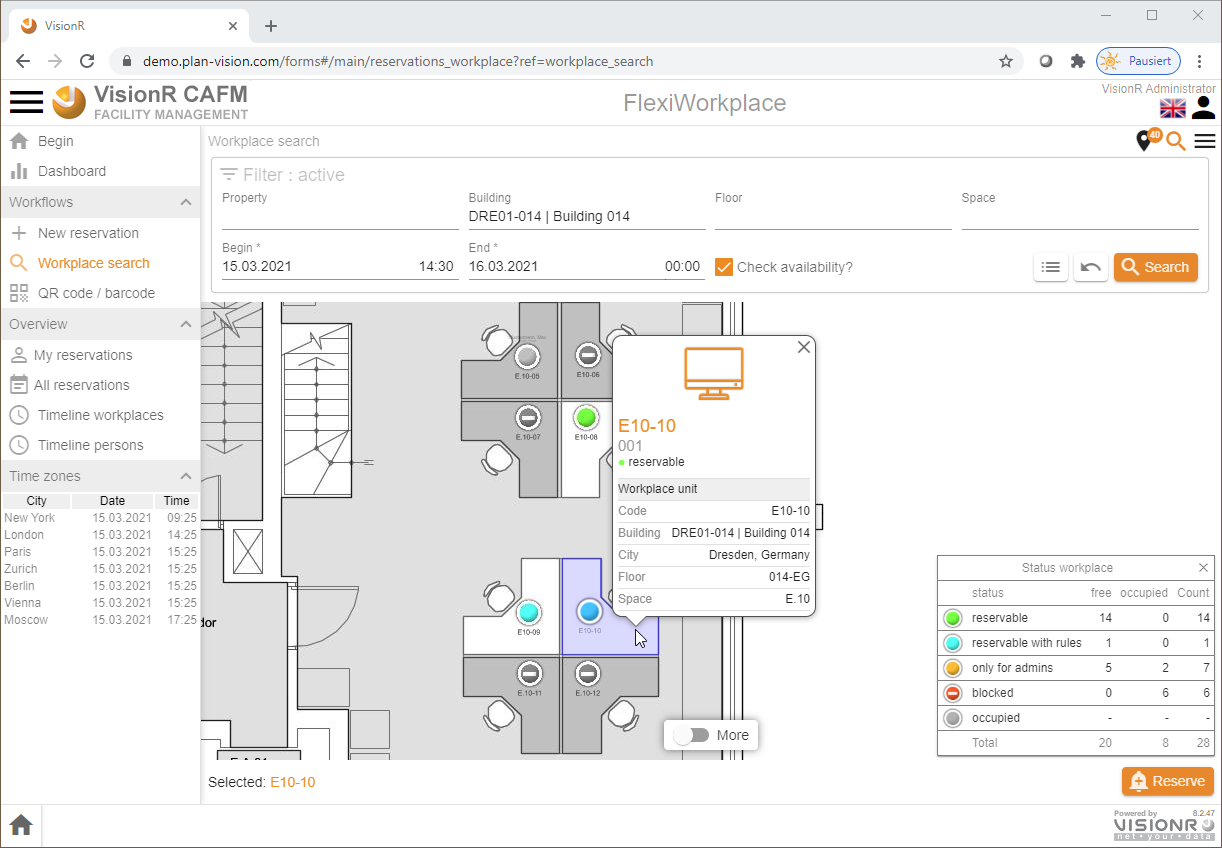 VisionR
demo.plan-vision.com/forms#/main/reservations_workplace?ref=workplace_search
Pausiert
VisionR CAFM
FACILITY MANAGEMENT
FlexiWorkplace
VisionR Administrator
Begin
Dashboard
Workflows
New reservation
Workplace search
QR code / barcode
Overview
My reservations
All reservations
Timeline workplaces
Timeline persons
Time zones
City Date Time
New York 15.03.2021 09:25
London 15.03.2021 14:25
Paris 15.03.2021 15:25
Zurich 15.03.2021 15:25
Berlin 15.03.2021 15:25
Vienna 15.03.2021 15:25
Moscow 15.03.2021 17:25
Workplace search
40
Filter : active
Property
Building
DRE01-014 | Building 014
Floor
Space
Begin *
15.03.2021 14:30
End *
16.03.2021 00:00
Check availability?
Search
E.10-05
E.10-06
E.10-07
E10-08
E10-09
E10-10
E.10-11
E.10-12
dor
E10-10
001
reservable
Workplace unit
Code E10-10
Building DRE01-014 | Building 014
City Dresden, Germany
Floor 014-EG
Space E.10
More
Status workplace
status free occupied Count
reservable 14 0 14
reservable with rules 1 0 1
only for admins 5 2 7
blocked 0 6 6
occupied - - -
Total 20 8 28
Selected: E10-10
Reserve
Powered by 8.2.47
VISIONR
net·your·data